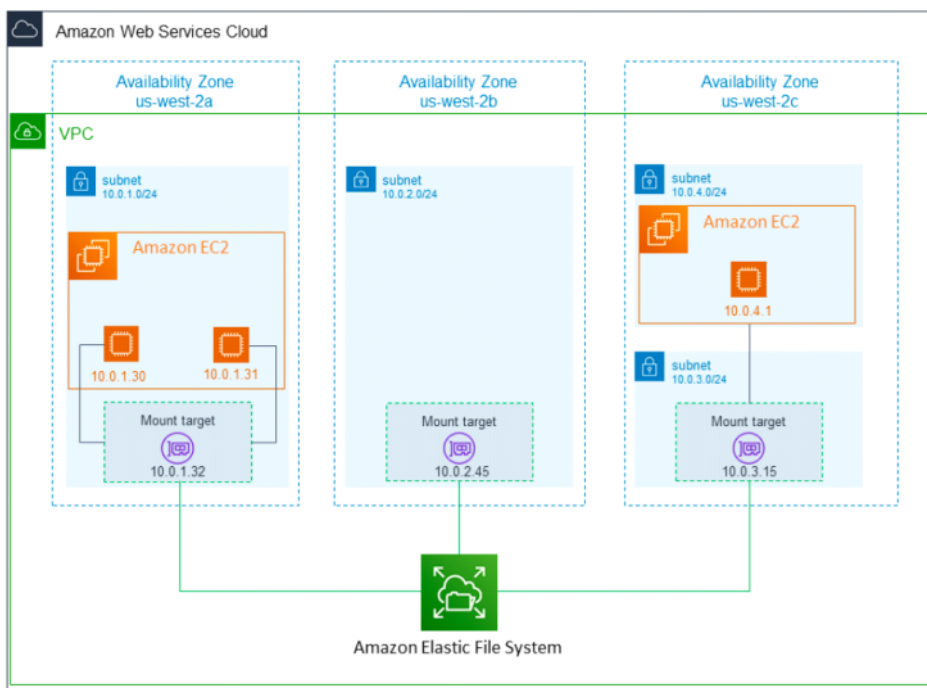 Amazon Web Services Cloud
Availability Zone
us-west-2a
Availability Zone
us-west-2b
Availability Zone
us-west-2c
VPC
subnet
10.0.1.0/24
subnet
10.0.2.0/24
subnet
10.0.4.0/24
Amazon EC2
Amazon EC2
10.0.4.1
10.0.1.30
10.0.1.31
subnet
10.0.3.0/24
Mount target
10.0.1.32
Mount target
10.0.2.45
Mount target
10.0.3.15
Amazon Elastic File System